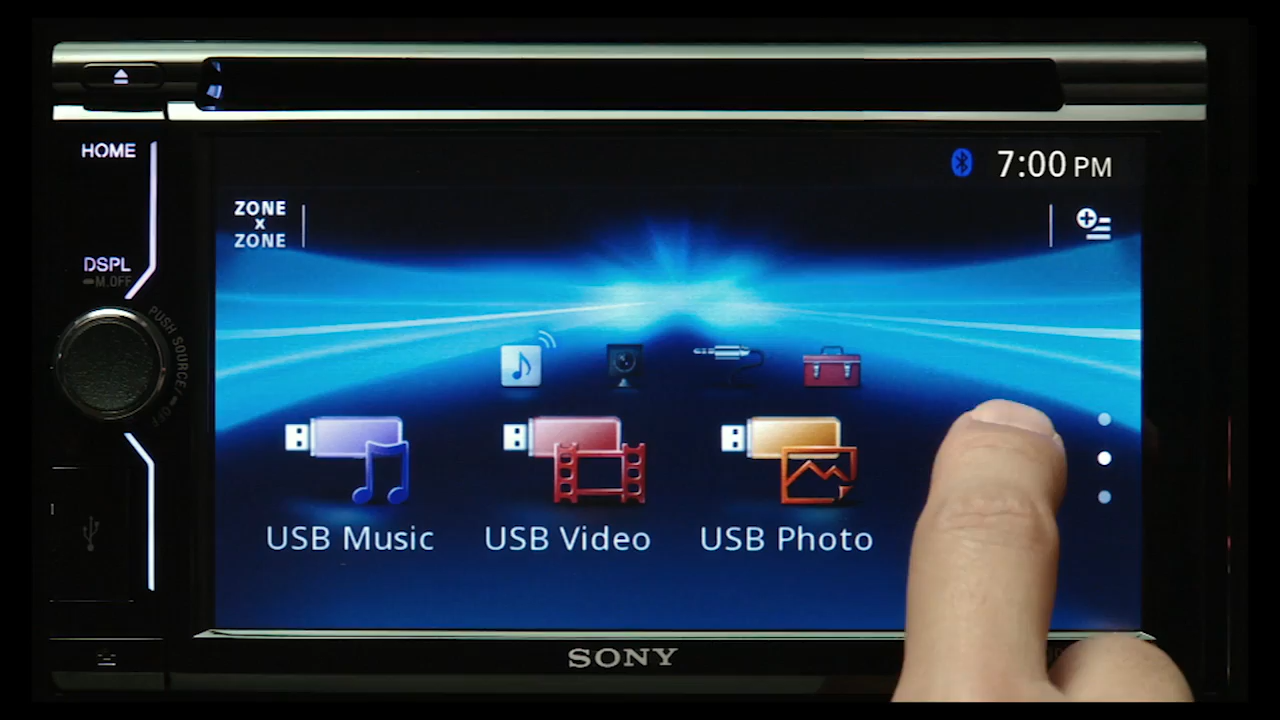 HOME
7:00 PM
ZONE
x
ZONE
DSPL
M.OFF
PUSH SOURCE/ OFF
USB Music
USB Video
USB Photo
SONY